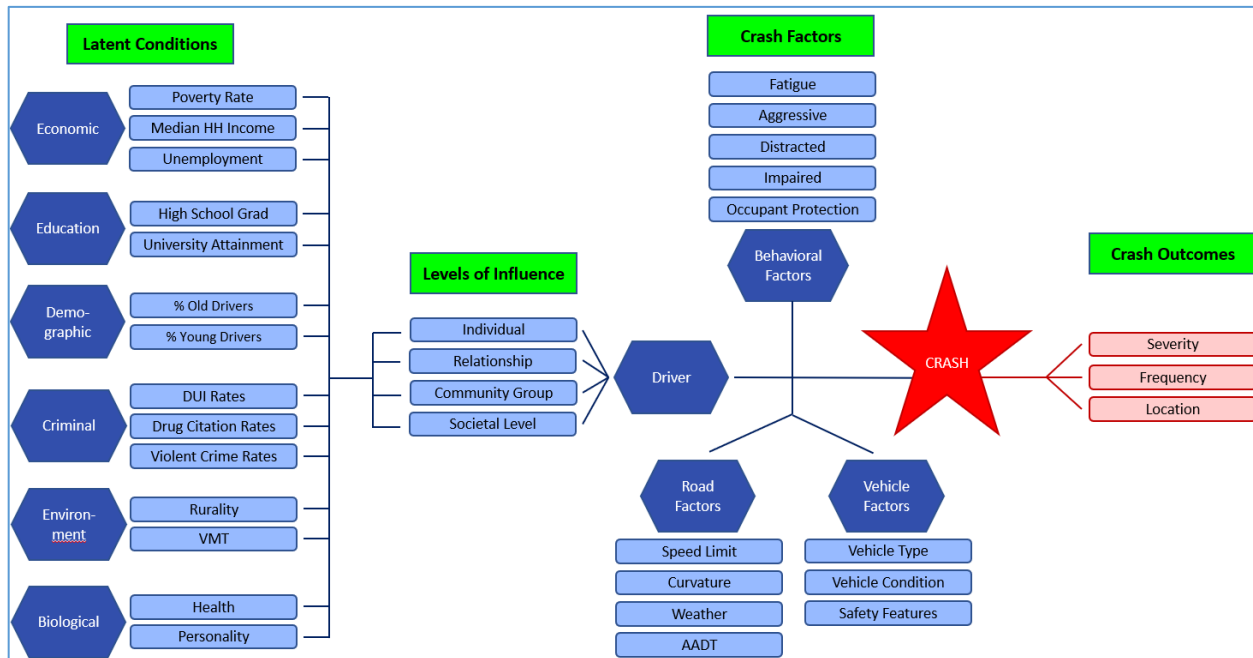 Latent Conditions
Economic
Poverty Rate
Median HH Income
Unemployment
Education
High School Grad
University Attainment
Demo-
graphic
% Old Drivers
% Young Drivers
Criminal
DUI Rates
Drug Citation Rates
Violent Crime Rates
Environ-
ment
Rurality
VMT
Biological
Health
Personality
Levels of Influence
Individual
Relationship
Community Group
Societal Level
Driver
Crash Factors
Fatigue
Aggressive
Distracted
Impaired
Occupant Protection
Behavioral
Factors
Road
Factors
Speed Limit
Curvature
Weather
AADT
Vehicle
Factors
Vehicle Type
Vehicle Condition
Safety Features
CRASH
Crash Outcomes
Severity
Frequency
Location